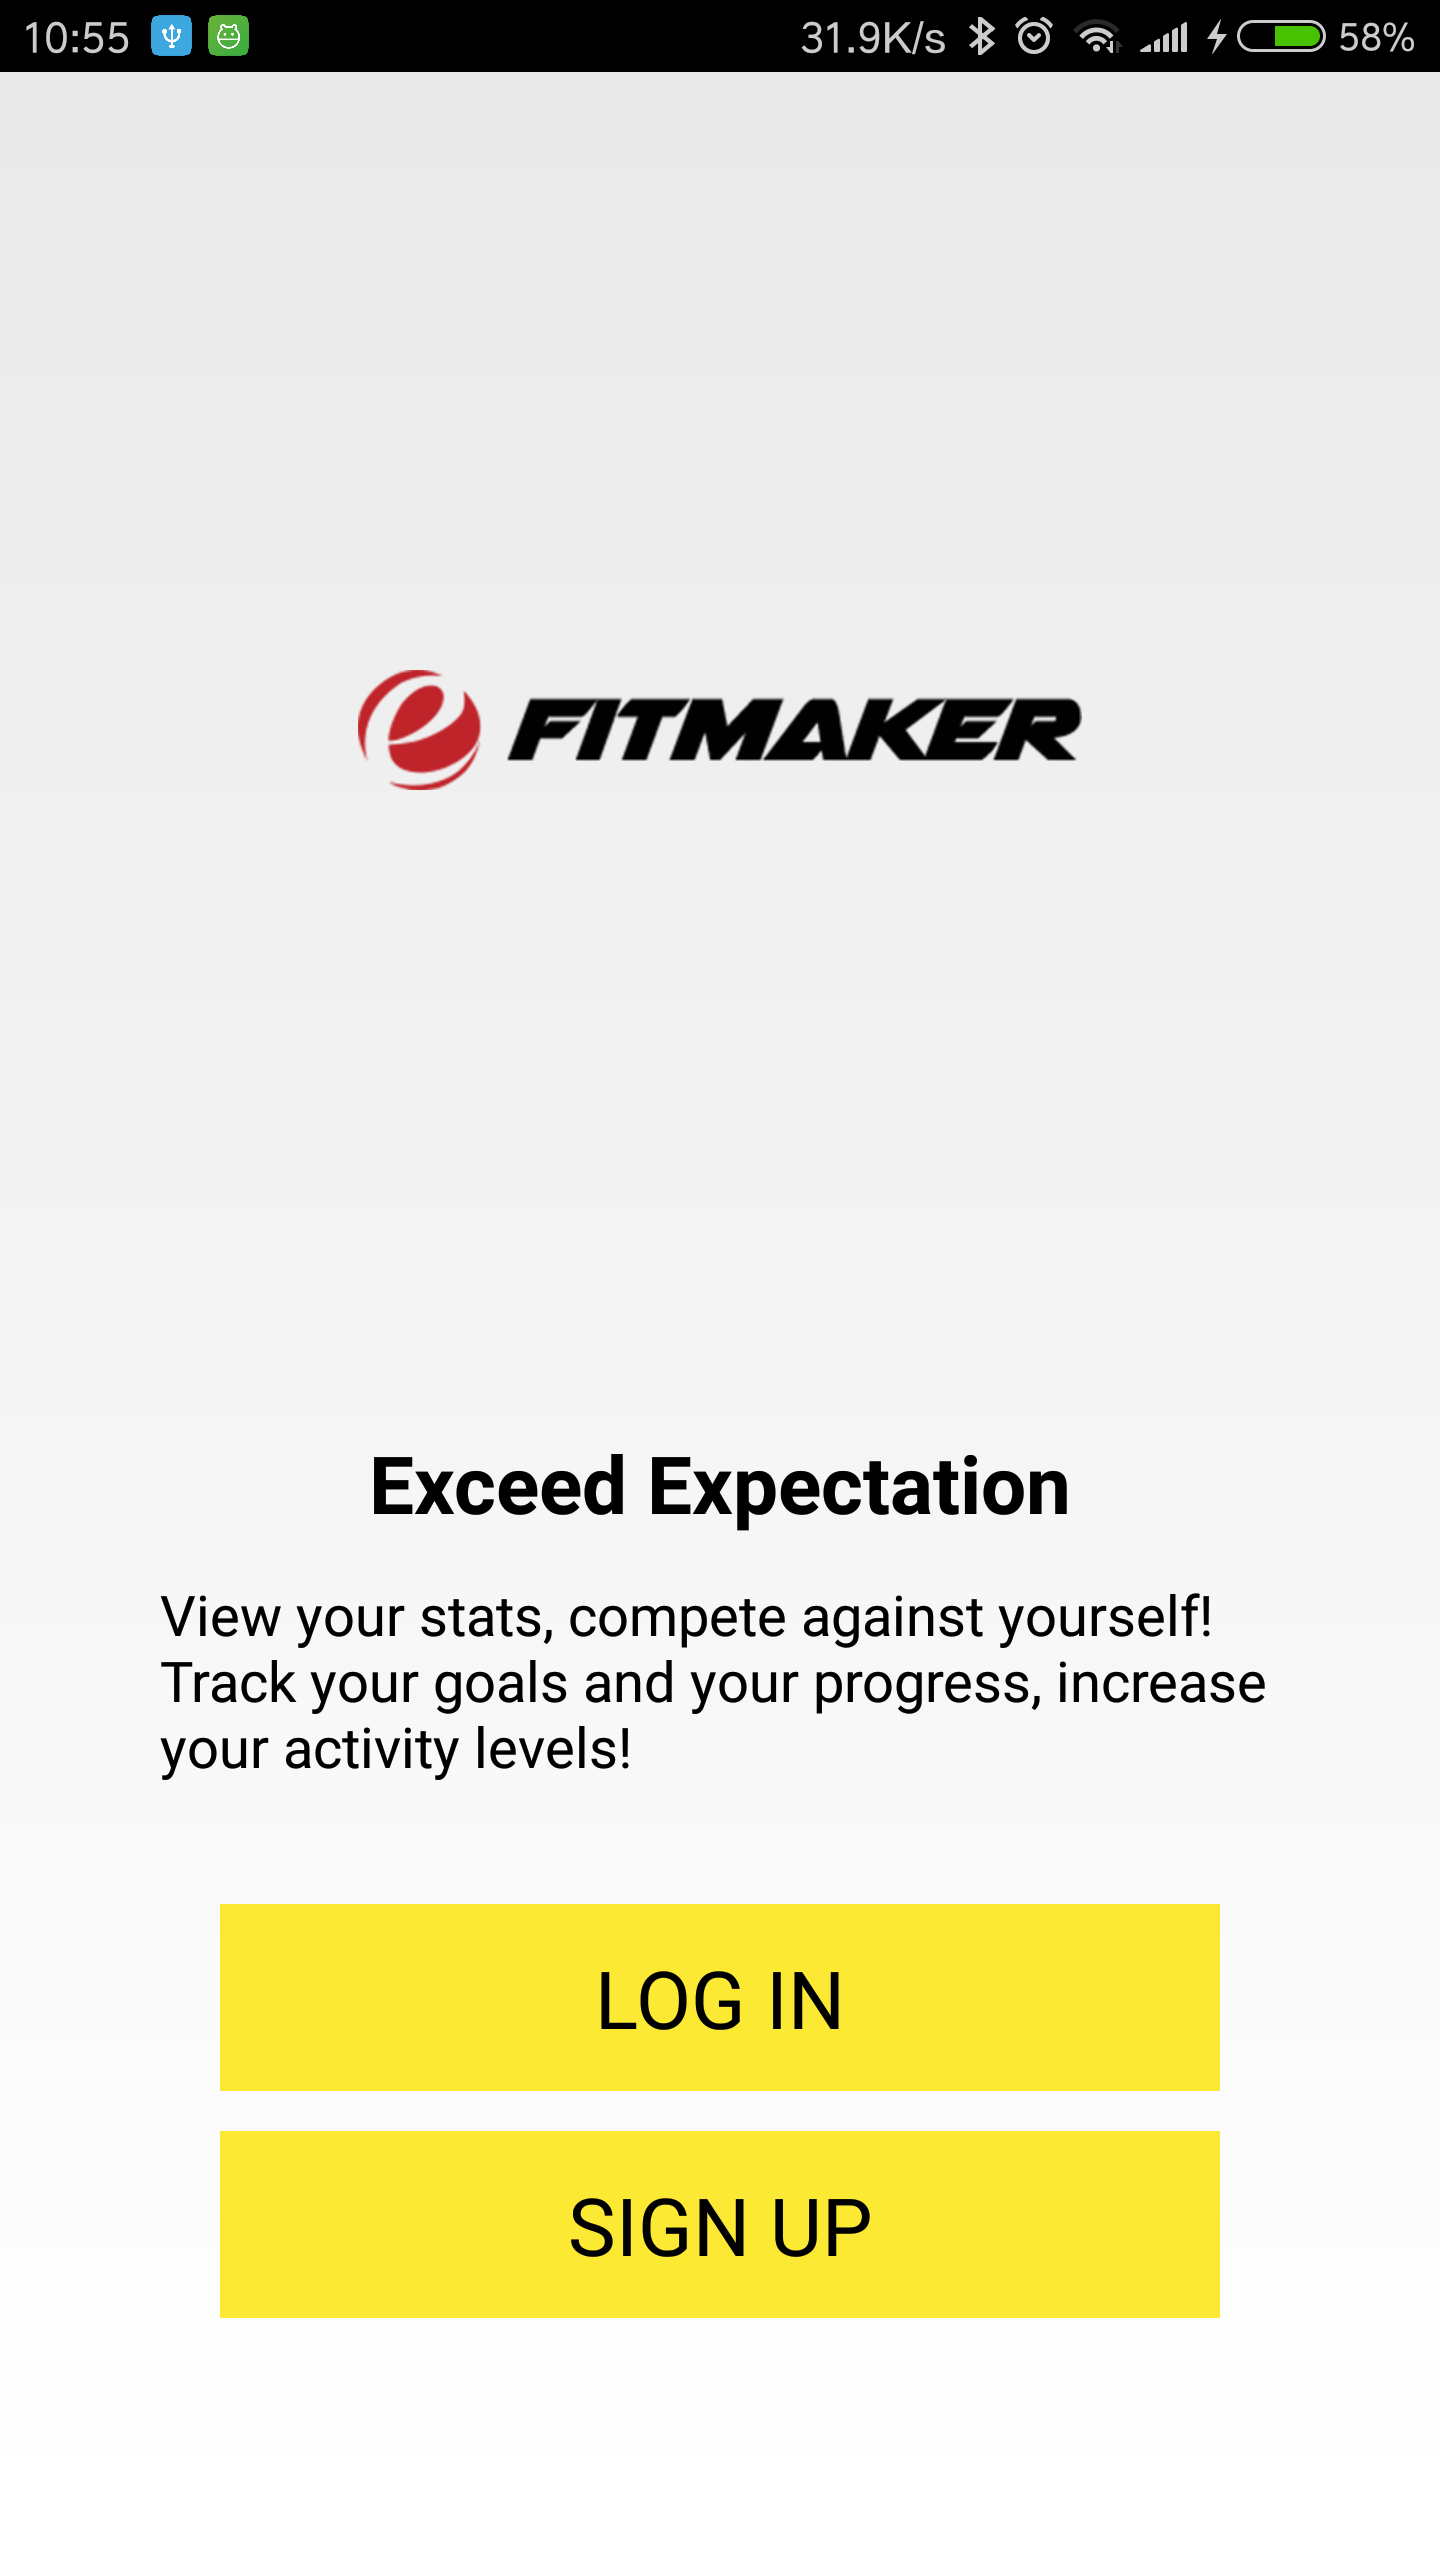 10:55 31.9K/s 58%
FITMAKER
Exceed Expectation
View your stats, compete against yourself!
Track your goals and your progress, increase
your activity levels!
LOG IN
SIGN UP